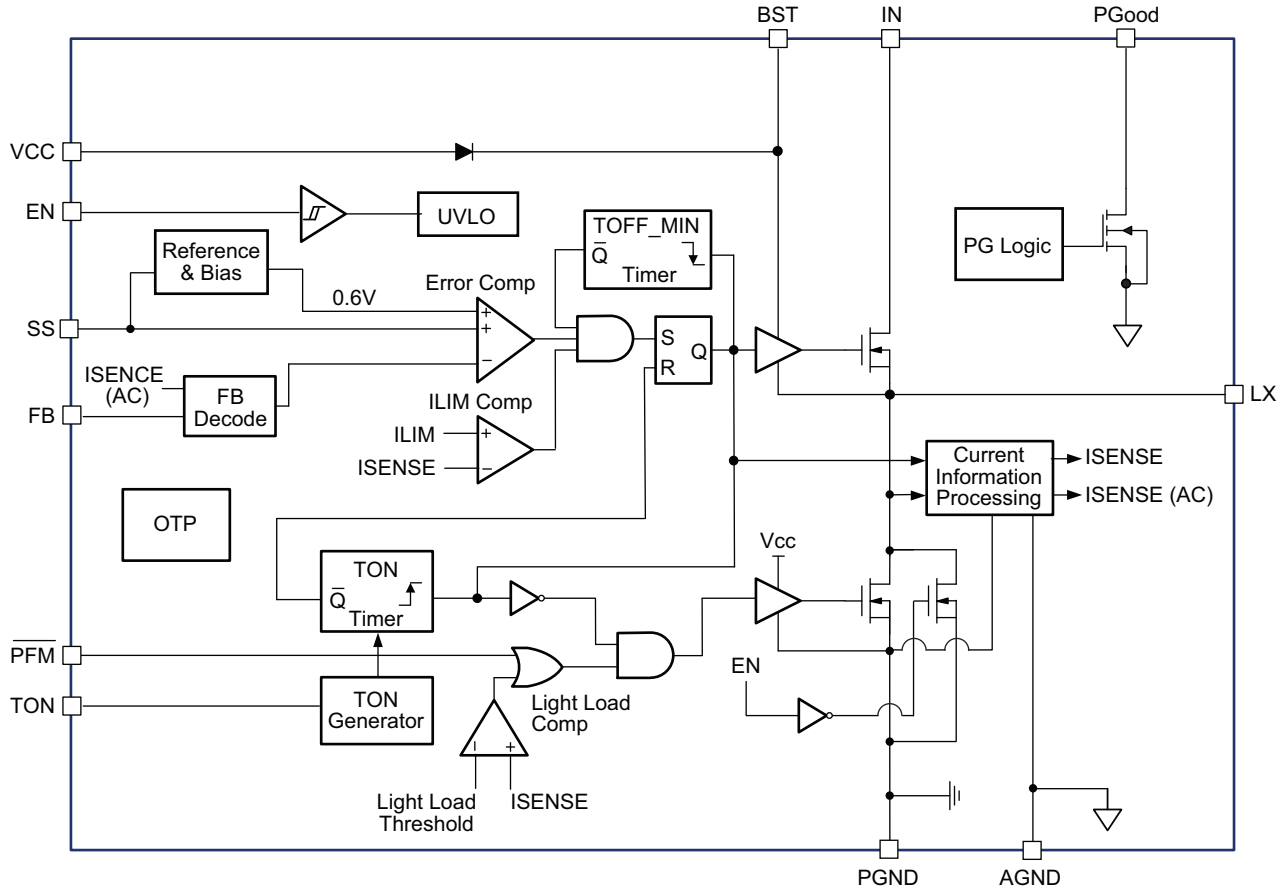 BST
IN
PGood
VCC
EN
UVLO
TOFF_MIN
Q̅
Timer
PG Logic
Reference
& Bias
Error Comp
0.6V
SS
S
Q
R
ISENCE
(AC)
FB
Decode
FB
LX
ILIM Comp
ILIM
ISENSE
Current
Information
Processing
ISENSE
ISENSE (AC)
OTP
Vcc
TON
Q̅
Timer
P̅F̅M̅
EN
TON
TON
Generator
Light Load
Comp
Light Load
Threshold
ISENSE
PGND
AGND